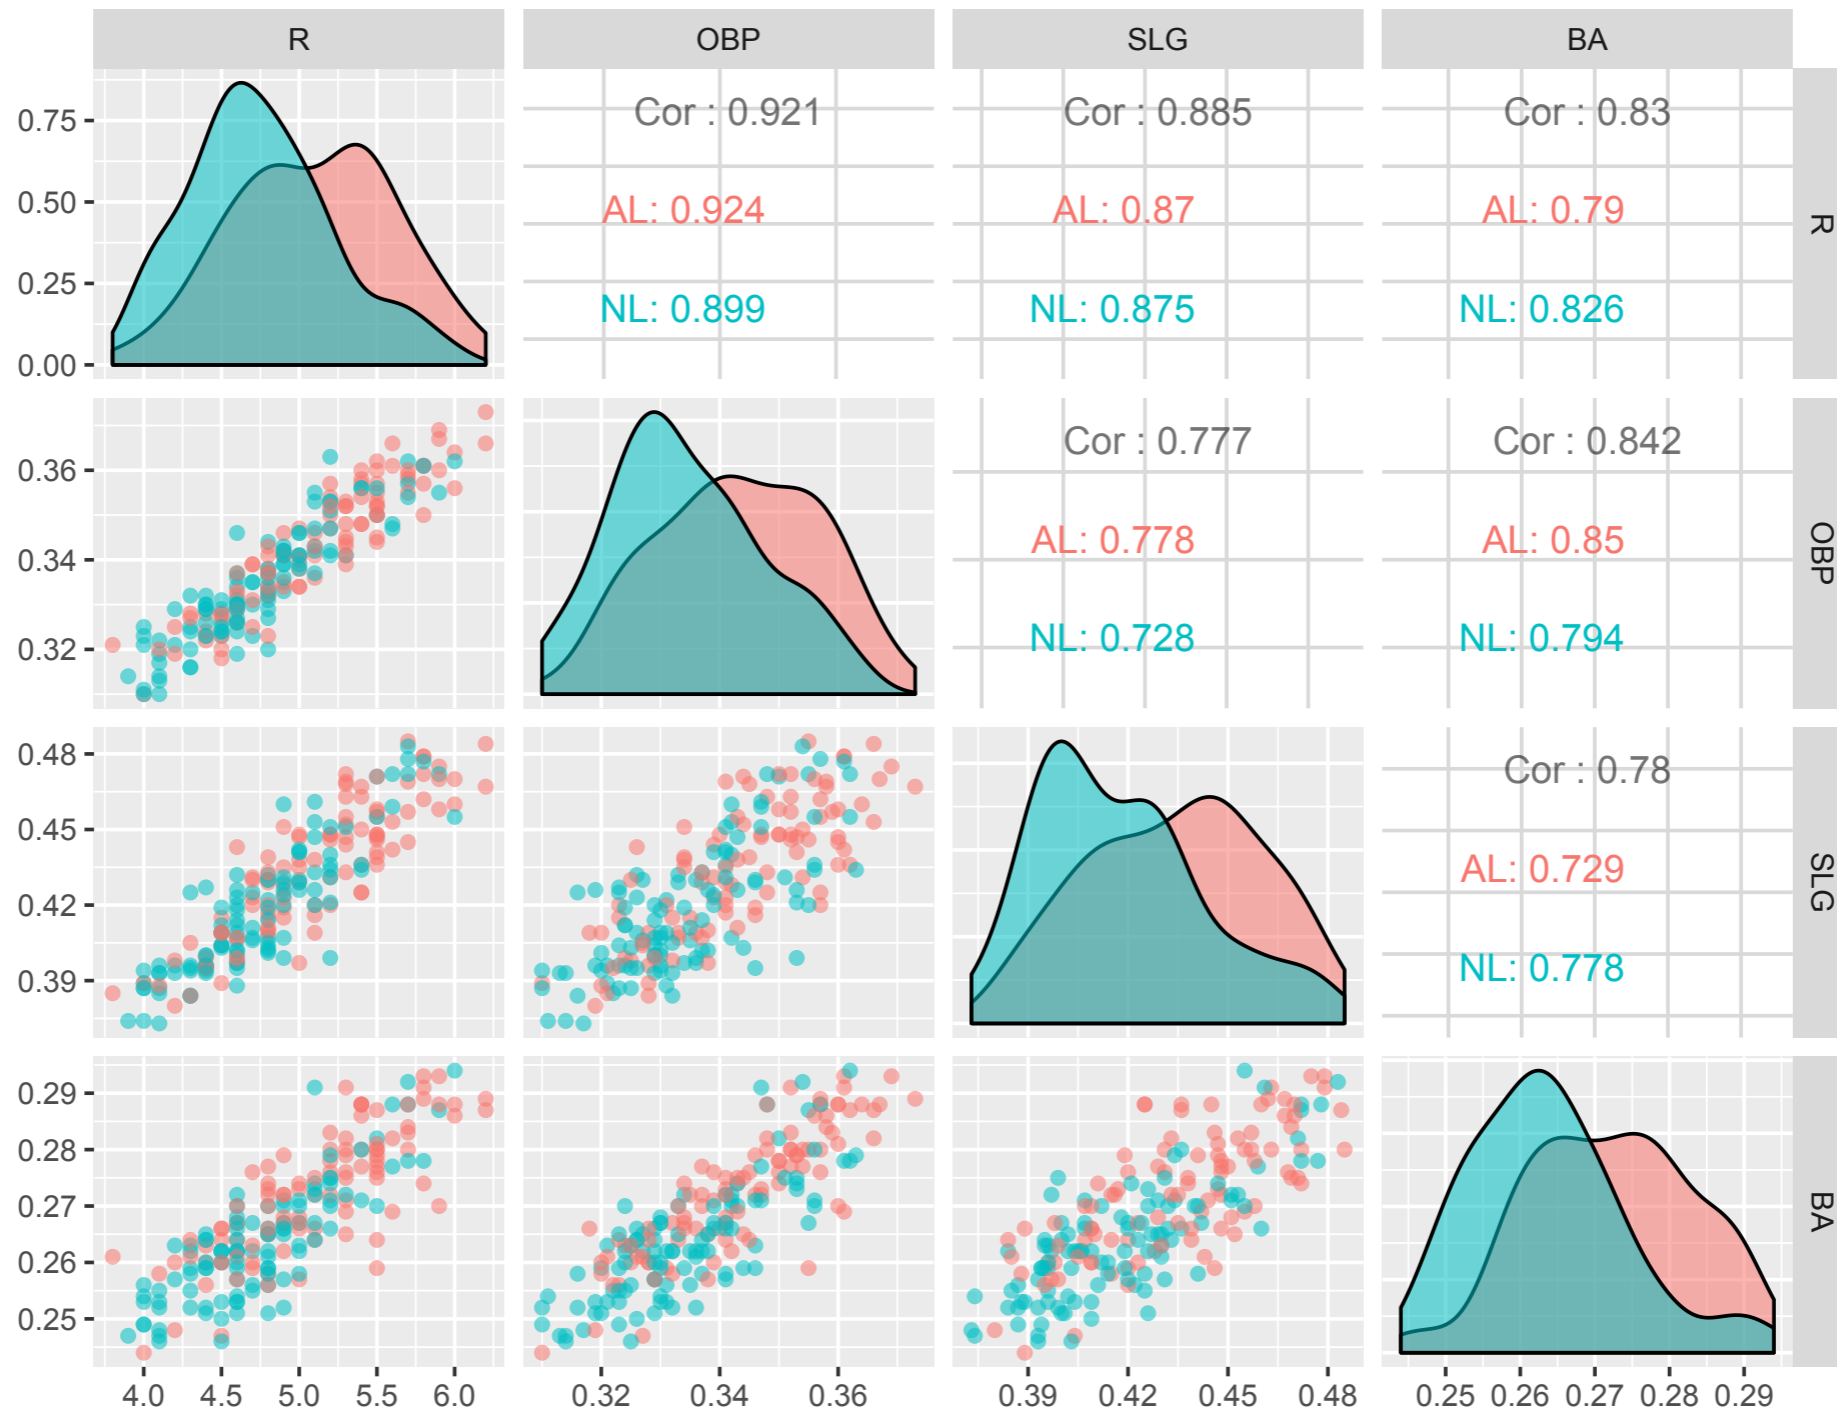 R OBP SLG BA
0.75 Cor : 0.921 Cor : 0.885 Cor : 0.83
0.50 AL: 0.924 AL: 0.87 AL: 0.79 R
0.25 NL: 0.899 NL: 0.875 NL: 0.826
0.00
Cor : 0.777 Cor : 0.842
0.36
0.34 AL: 0.778 AL: 0.85 OBP
0.32 NL: 0.728 NL: 0.794
0.48 Cor : 0.78
0.45
0.42 AL: 0.729 SLG
0.39 NL: 0.778
0.29
0.28
0.27 BA
0.26
0.25
4.0 4.5 5.0 5.5 6.0 0.32 0.34 0.36 0.39 0.42 0.45 0.48 0.25 0.26 0.27 0.28 0.29